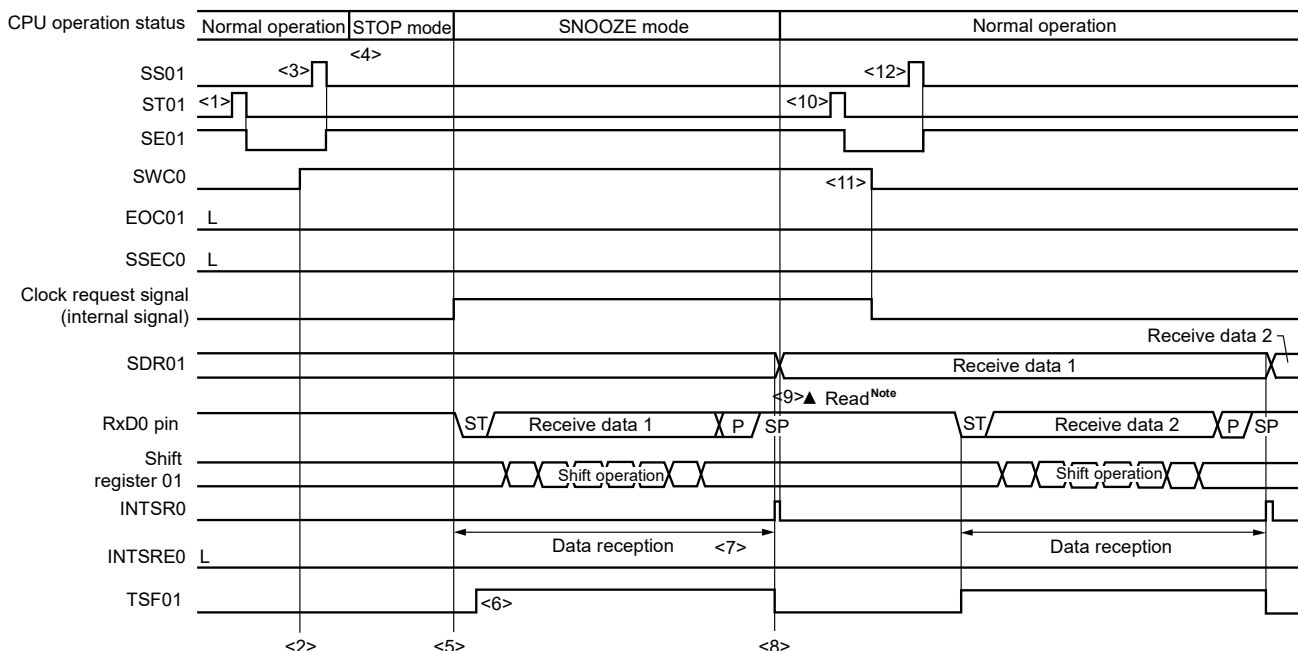 CPU operation status Normal operation STOP mode SNOOZE mode Normal operation
<4>
SS01 <3> <12>
ST01 <1> <10>
SE01
SWC0 <11>
EOC01 L
SSEC0 L
Clock request signal
(internal signal)
Receive data 2
SDR01 Receive data 1
<9>▲ Read Note
RxD0 pin ST Receive data 1 P SP ST Receive data 2 P SP
Shift
register 01 Shift operation Shift operation
INTSR0
Data reception <7> Data reception
INTSRE0 L
TSF01 <6>
<2> <5> <8>